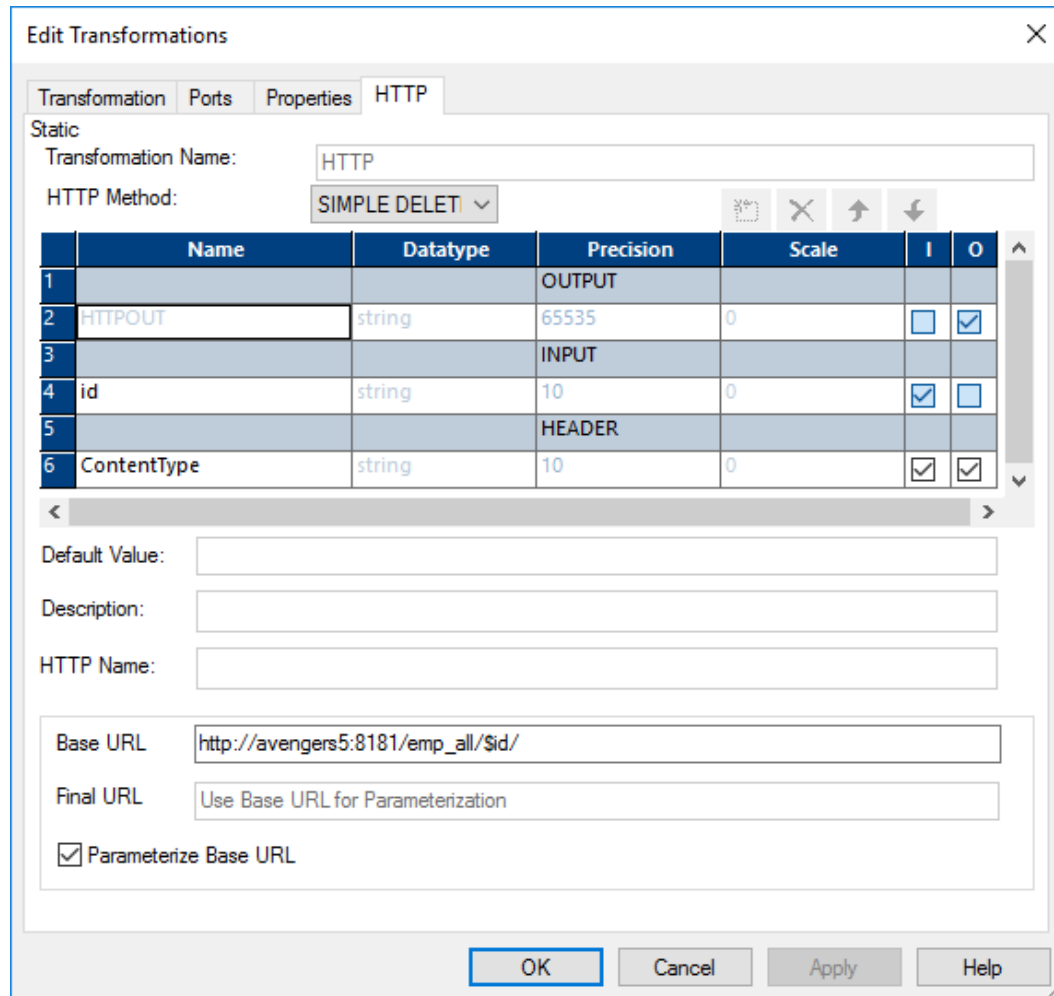 Edit Transformations
Transformation Ports Properties HTTP
Static
Transformation Name: HTTP
HTTP Method: SIMPLE DELETI
Name Datatype Precision Scale I O
1 OUTPUT
2 HTTPOUT string 65535 0
3 INPUT
4 id string 10 0
5 HEADER
6 ContentType string 10 0
Default Value:
Description:
HTTP Name:
Base URL http://avengers5:8181/emp_all/$id/
Final URL Use Base URL for Parameterization
Parameterize Base URL
OK Cancel Apply Help